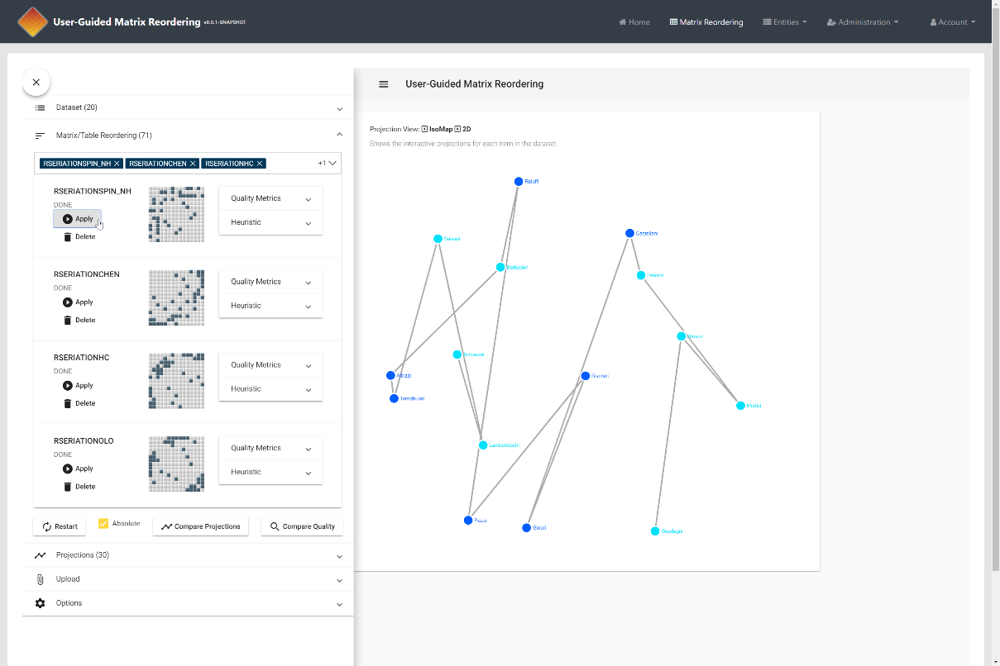 User-Guided Matrix Reordering v0.0.1-SNAPSHOT
Home
Matrix Reordering
Entities
Administration
Account
Dataset (20)
Matrix/Table Reordering (71)
RSERIATIONSPIN_NH
RSERIATIONCHEN
RSERIATIONHC
+1
RSERIATIONSPIN_NH
DONE
Apply
Delete
Quality Metrics
Heuristic
RSERIATIONCHEN
DONE
Apply
Delete
Quality Metrics
Heuristic
RSERIATIONHC
DONE
Apply
Delete
Quality Metrics
Heuristic
RSERIATIONOLO
DONE
Apply
Delete
Quality Metrics
Heuristic
Restart
Absolute
Compare Projections
Compare Quality
Projections (30)
Upload
Options
User-Guided Matrix Reordering
Projection View: IsoMap 2D
Shows the interactive projections for each item in the dataset
Ridolfi
Castellani
Salviati
Barbadori
Peruzzi
Albizzi
Bischeri
Tornabuoni
Medici
Lamberteschi
Pazzi
Ginori
Guadagni